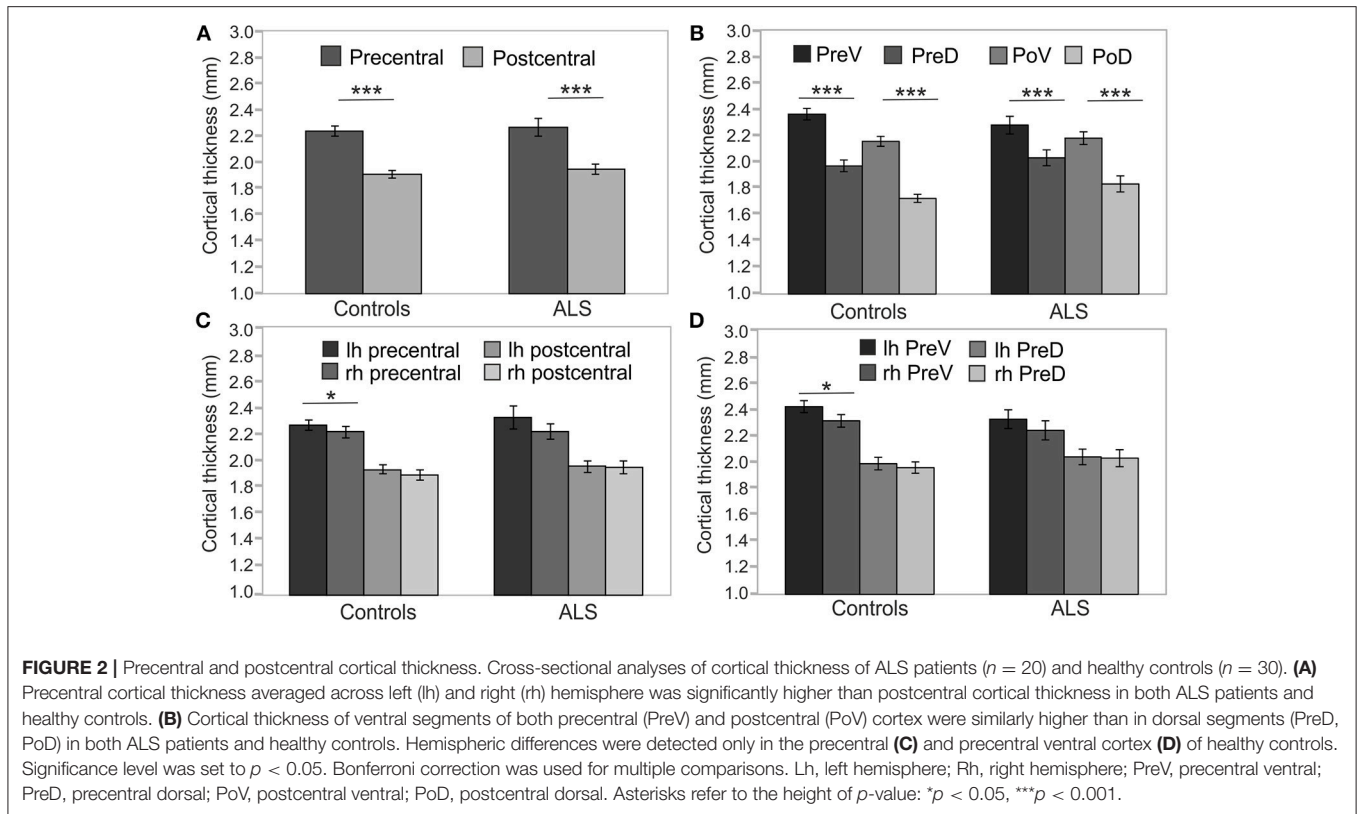 A
B
3.0
2.8
2.6
2.4
2.2
2.0
1.8
1.6
1.4
1.2
1.0
Cortical thickness (mm)
Precentral Postcentral
*** ***
Controls ALS
3.0
2.8
2.6
2.4
2.2
2.0
1.8
1.6
1.4
1.2
1.0
Cortical thickness (mm)
PreV PreD PoV PoD
*** *** *** ***
Controls ALS
C
3.0
2.8
2.6
2.4
2.2
2.0
1.8
1.6
1.4
1.2
1.0
Cortical thickness (mm)
lh precentral lh postcentral
rh precentral rh postcentral
*
Controls ALS
D
3.0
2.8
2.6
2.4
2.2
2.0
1.8
1.6
1.4
1.2
1.0
Cortical thickness (mm)
lh PreV lh PreD
rh PreV rh PreD
*
Controls ALS
FIGURE 2 | Precentral and postcentral cortical thickness. Cross-sectional analyses of cortical thickness of ALS patients (n = 20) and healthy controls (n = 30). (A)
Precentral cortical thickness averaged across left (lh) and right (rh) hemisphere was significantly higher than postcentral cortical thickness in both ALS patients and
healthy controls. (B) Cortical thickness of ventral segments of both precentral (PreV) and postcentral (PoV) cortex were similarly higher than in dorsal segments (PreD,
PoD) in both ALS patients and healthy controls. Hemispheric differences were detected only in the precentral (C) and precentral ventral cortex (D) of healthy controls.
Significance level was set to p < 0.05. Bonferroni correction was used for multiple comparisons. Lh, left hemisphere; Rh, right hemisphere; PreV, precentral ventral;
PreD, precentral dorsal; PoV, postcentral ventral; PoD, postcentral dorsal. Asterisks refer to the height of p-value: *p < 0.05, ***p < 0.001.